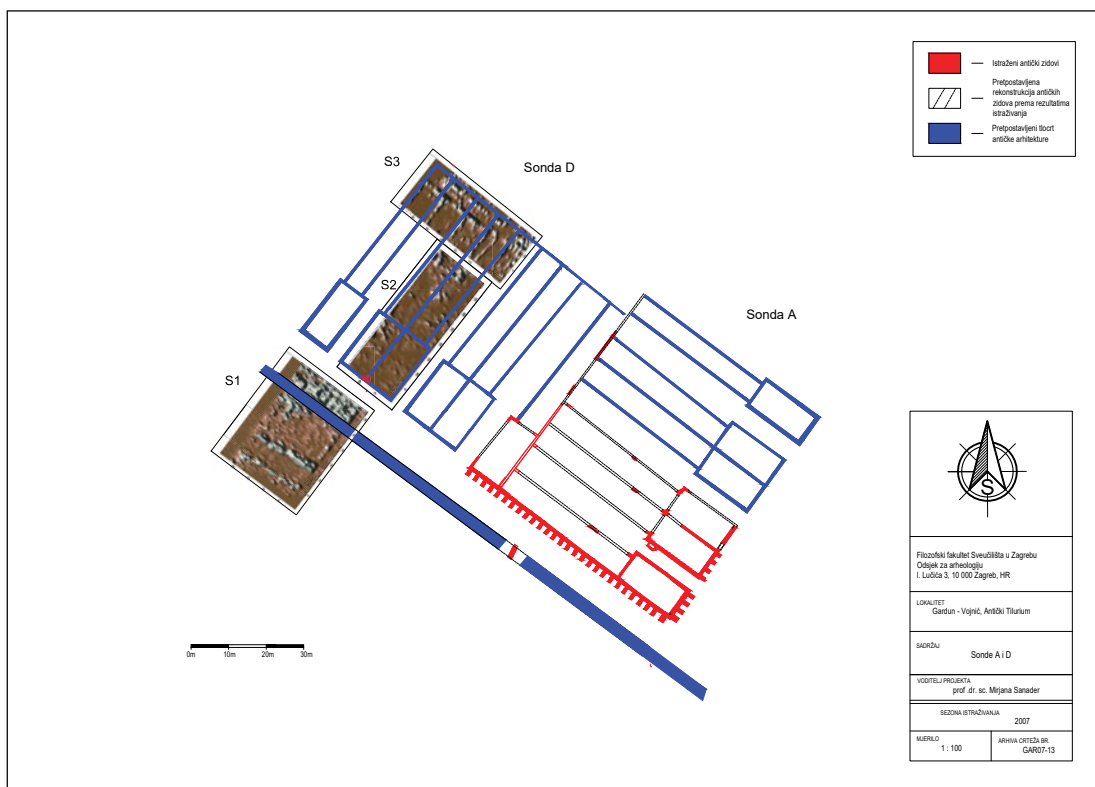 Istraženi antički zidovi
Pretpostavljena
rekonstrukcija antičkih
zidova prema rezultatima
istraživanja
Pretpostavljeni tlocrt
antičke arhitekture
S3
Sonda D
S2
Sonda A
S1
0m 10m 20m 30m
S
Filozofski fakultet Sveučilišta u Zagrebu
Odsjek za arheologiju
I. Lučića 3, 10 000 Zagreb, HR
LOKALITET
Gardun - Vojnić, Antički Tilurium
SADRŽAJ
Sonde A i D
VODITELJ PROJEKTA
prof .dr. sc. Mirjana Sanader
SEZONA ISTRAŽIVANJA
2007
MJERILO
1 : 100
ARHIVA CRTEŽA BR.
GAR07-13